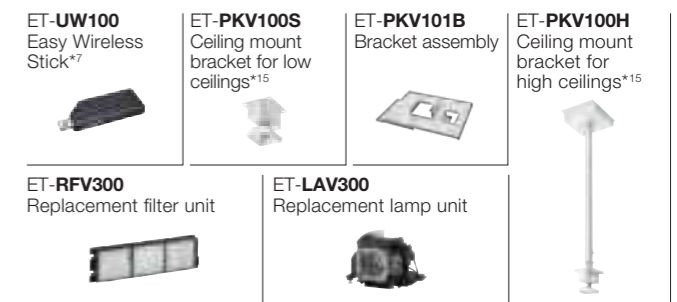 ET-UW100
Easy Wireless
Stick*7
ET-PKV100S
Ceiling mount
bracket for low
ceilings*15
ET-PKV101B
Bracket assembly
ET-PKV100H
Ceiling mount
bracket for
high ceilings*15
ET-RFV300
Replacement filter unit
ET-LAV300
Replacement lamp unit